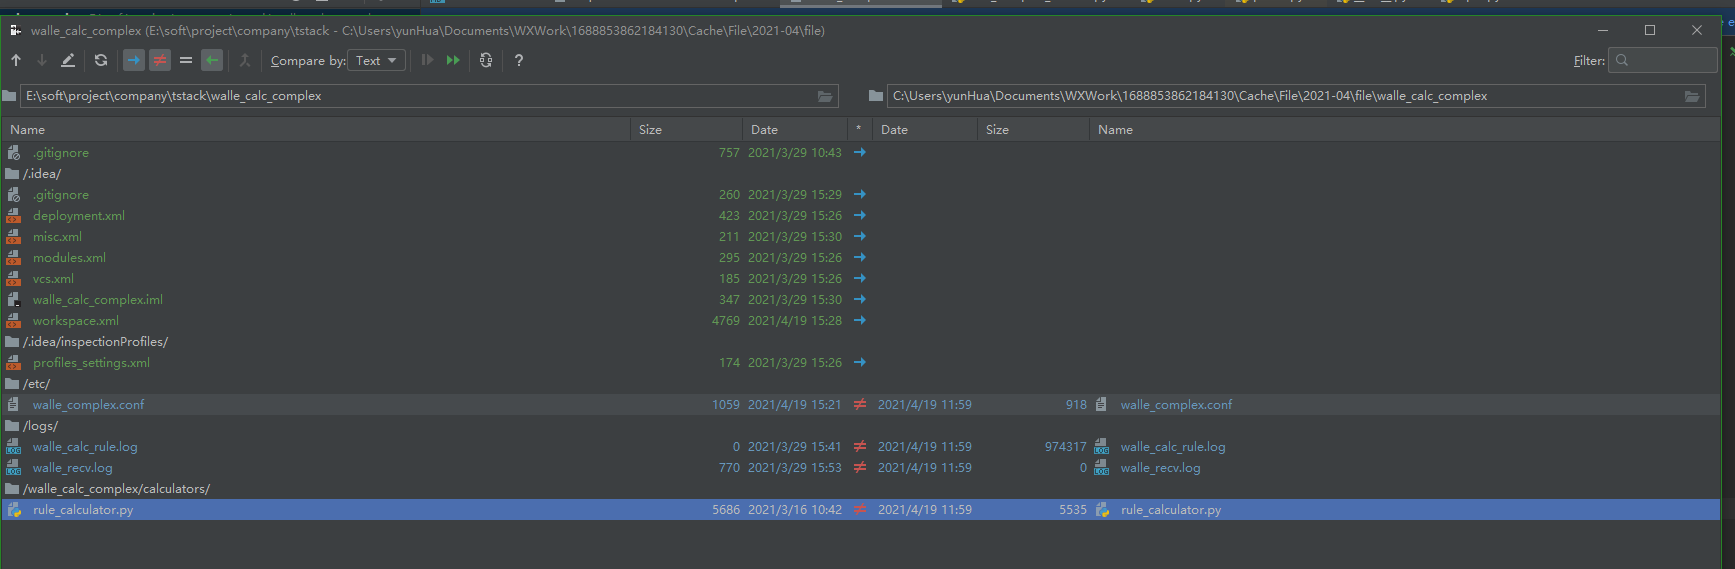 walle_calc_complex (E:\soft\project\company\tstack - C:\Users\yunHua\Documents\WXWork\1688853862184130\Cache\File\2021-04\file)
Compare by: Text ? Filter:
E:\soft\project\company\tstack\walle_calc_complex C:\Users\yunHua\Documents\WXWork\1688853862184130\Cache\File\2021-04\file\walle_calc_complex
Name Size Date * Date Size Name
.gitignore 757 2021/3/29 10:43
/.idea/
.gitignore 260 2021/3/29 15:29
deployment.xml 423 2021/3/29 15:26
misc.xml 211 2021/3/29 15:30
modules.xml 295 2021/3/29 15:26
vcs.xml 185 2021/3/29 15:26
walle_calc_complex.iml 347 2021/3/29 15:30
workspace.xml 4769 2021/4/19 15:28
/.idea/inspectionProfiles/
profiles_settings.xml 174 2021/3/29 15:26
/etc/
walle_complex.conf 1059 2021/4/19 15:21 ≠ 2021/4/19 11:59 918 walle_complex.conf
/logs/
walle_calc_rule.log 0 2021/3/29 15:41 ≠ 2021/4/19 11:59 974317 walle_calc_rule.log
walle_recv.log 770 2021/3/29 15:53 ≠ 2021/4/19 11:59 0 walle_recv.log
/walle_calc_complex/calculators/
rule_calculator.py 5686 2021/3/16 10:42 ≠ 2021/4/19 11:59 5535 rule_calculator.py